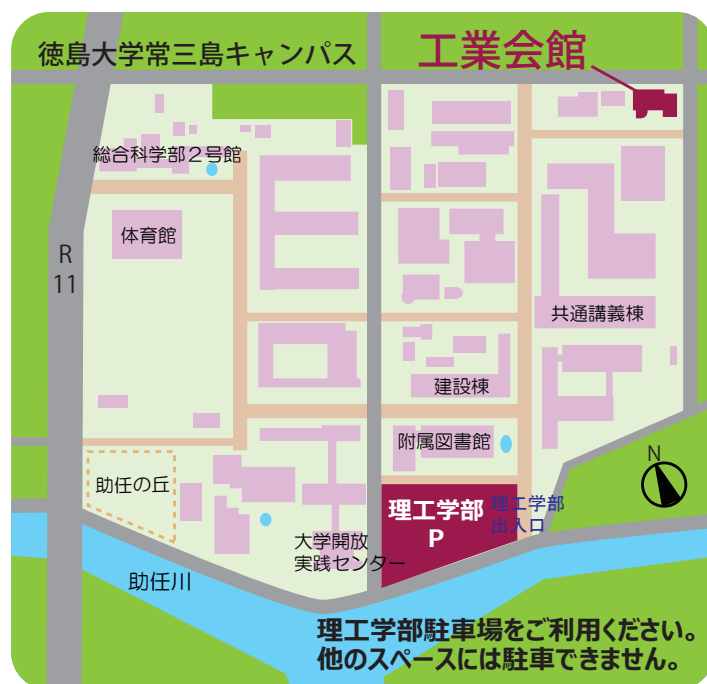 徳島大学常三島キャンパス
工業会館
総合科学部２号館
体育館
R
11
共通講義棟
建設棟
附属図書館
N
助任の丘
理工学部
P
理工学部
出入口
大学開放
実践センター
助任川
理工学部駐車場をご利用ください。
他のスペースには駐車できません。